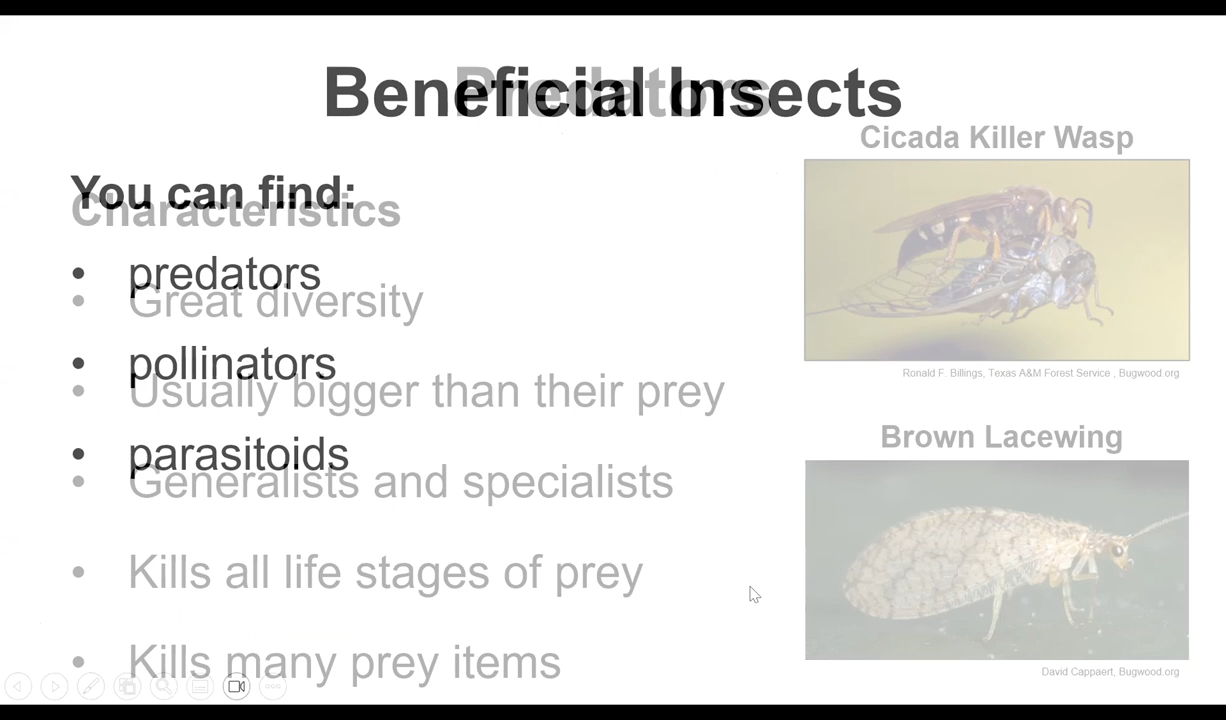 Beneficial Insects
Predators
You can find:
Characteristics
• predators
• Great diversity
• pollinators
• Usually bigger than their prey
• parasitoids
• Generalists and specialists
• Kills all life stages of prey
• Kills many prey items
Cicada Killer Wasp
Ronald F. Billings, Texas A&M Forest Service , Bugwood.org
Brown Lacewing
David Cappaert, Bugwood.org